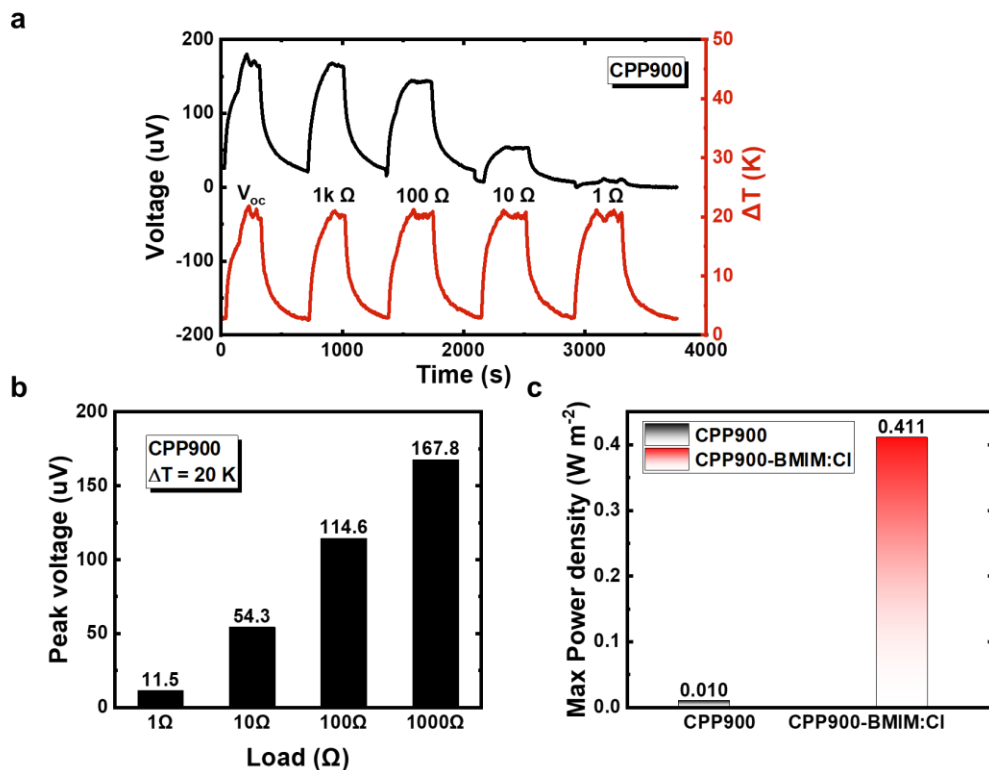 a
200
100
0
-100
-200
Voltage (uV)
CPP900
50
40
30
20
10
0
ΔT (K)
Voc
1k Ω
100 Ω
10 Ω
1 Ω
0
1000
2000
3000
4000
Time (s)
b
200
150
100
50
0
Peak voltage (uV)
CPP900
ΔT = 20 K
11.5
54.3
114.6
167.8
1Ω
10Ω
100Ω
1000Ω
Load (Ω)
c
0.4
0.3
0.2
0.1
0.0
Max Power density (W m⁻²)
CPP900
CPP900-BMIM:Cl
0.010
0.411
CPP900
CPP900-BMIM:Cl